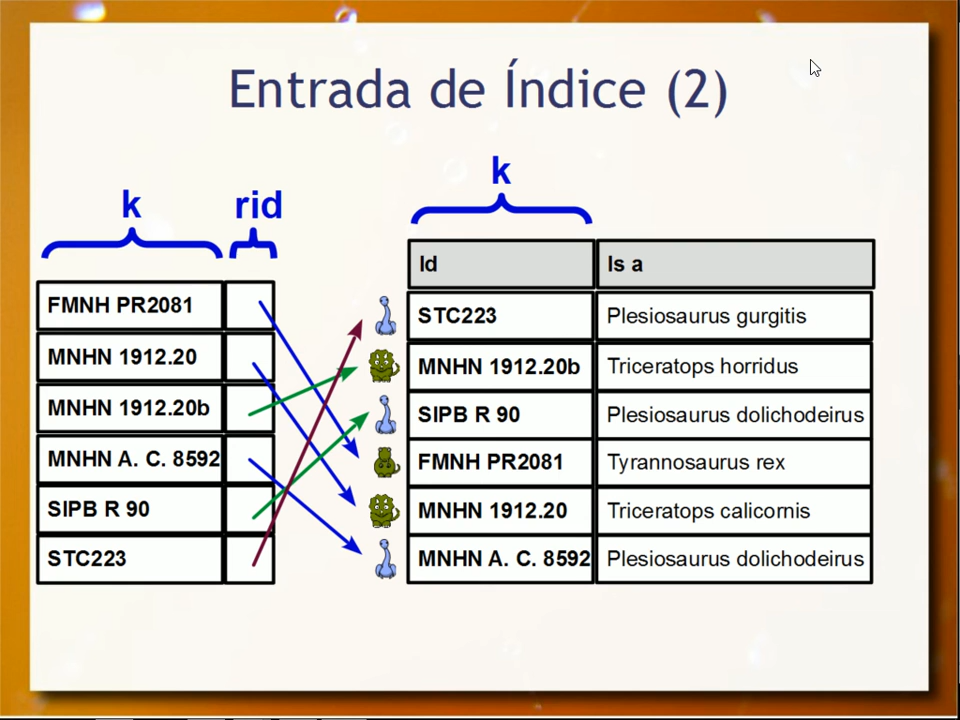 Entrada de Índice (2)
k
rid
k
FMNH PR2081
MNHN 1912.20
MNHN 1912.20b
MNHN A. C. 8592
SIPB R 90
STC223
Id Is a
STC223 Plesiosaurus gurgitis
MNHN 1912.20b Triceratops horridus
SIPB R 90 Plesiosaurus dolichodeirus
FMNH PR2081 Tyrannosaurus rex
MNHN 1912.20 Triceratops calicornis
MNHN A. C. 8592 Plesiosaurus dolichodeirus